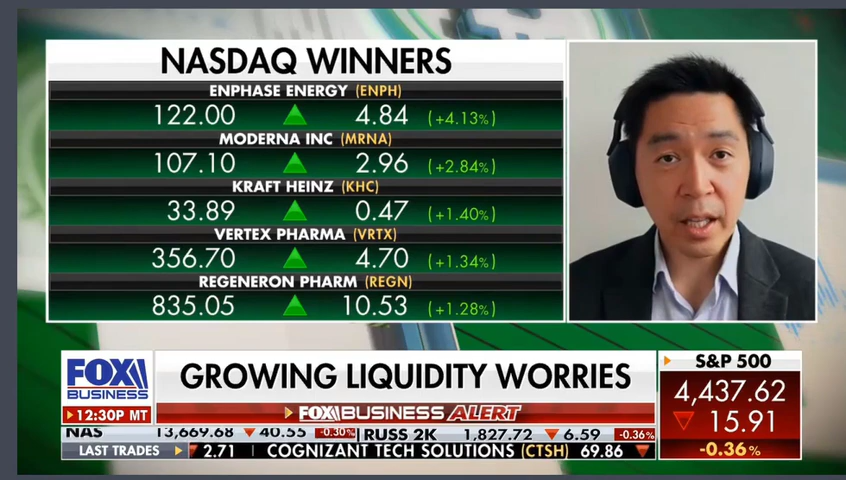 NASDAQ WINNERS
ENPHASE ENERGY (ENPH)
122.00 ▲ 4.84 (+4.13%)
MODERNA INC (MRNA)
107.10 ▲ 2.96 (+2.84%)
KRAFT HEINZ (KHC)
33.89 ▲ 0.47 (+1.40%)
VERTEX PHARMA (VRTX)
356.70 ▲ 4.70 (+1.34%)
REGENERON PHARM (REGN)
835.05 ▲ 10.53 (+1.28%)
FOX
BUSINESS
12:30P MT
GROWING LIQUIDITY WORRIES
FOX BUSINESS ALERT
S&P 500
4,437.62
▼ 15.91
-0.36%
NAS 13,669.68 ▼ 40.55 -0.30% RUSS 2K 1,827.72 ▼ 6.59 -0.36%
LAST TRADES ▼ 2.71 COGNIZANT TECH SOLUTIONS (CTSH) 69.86 ▼